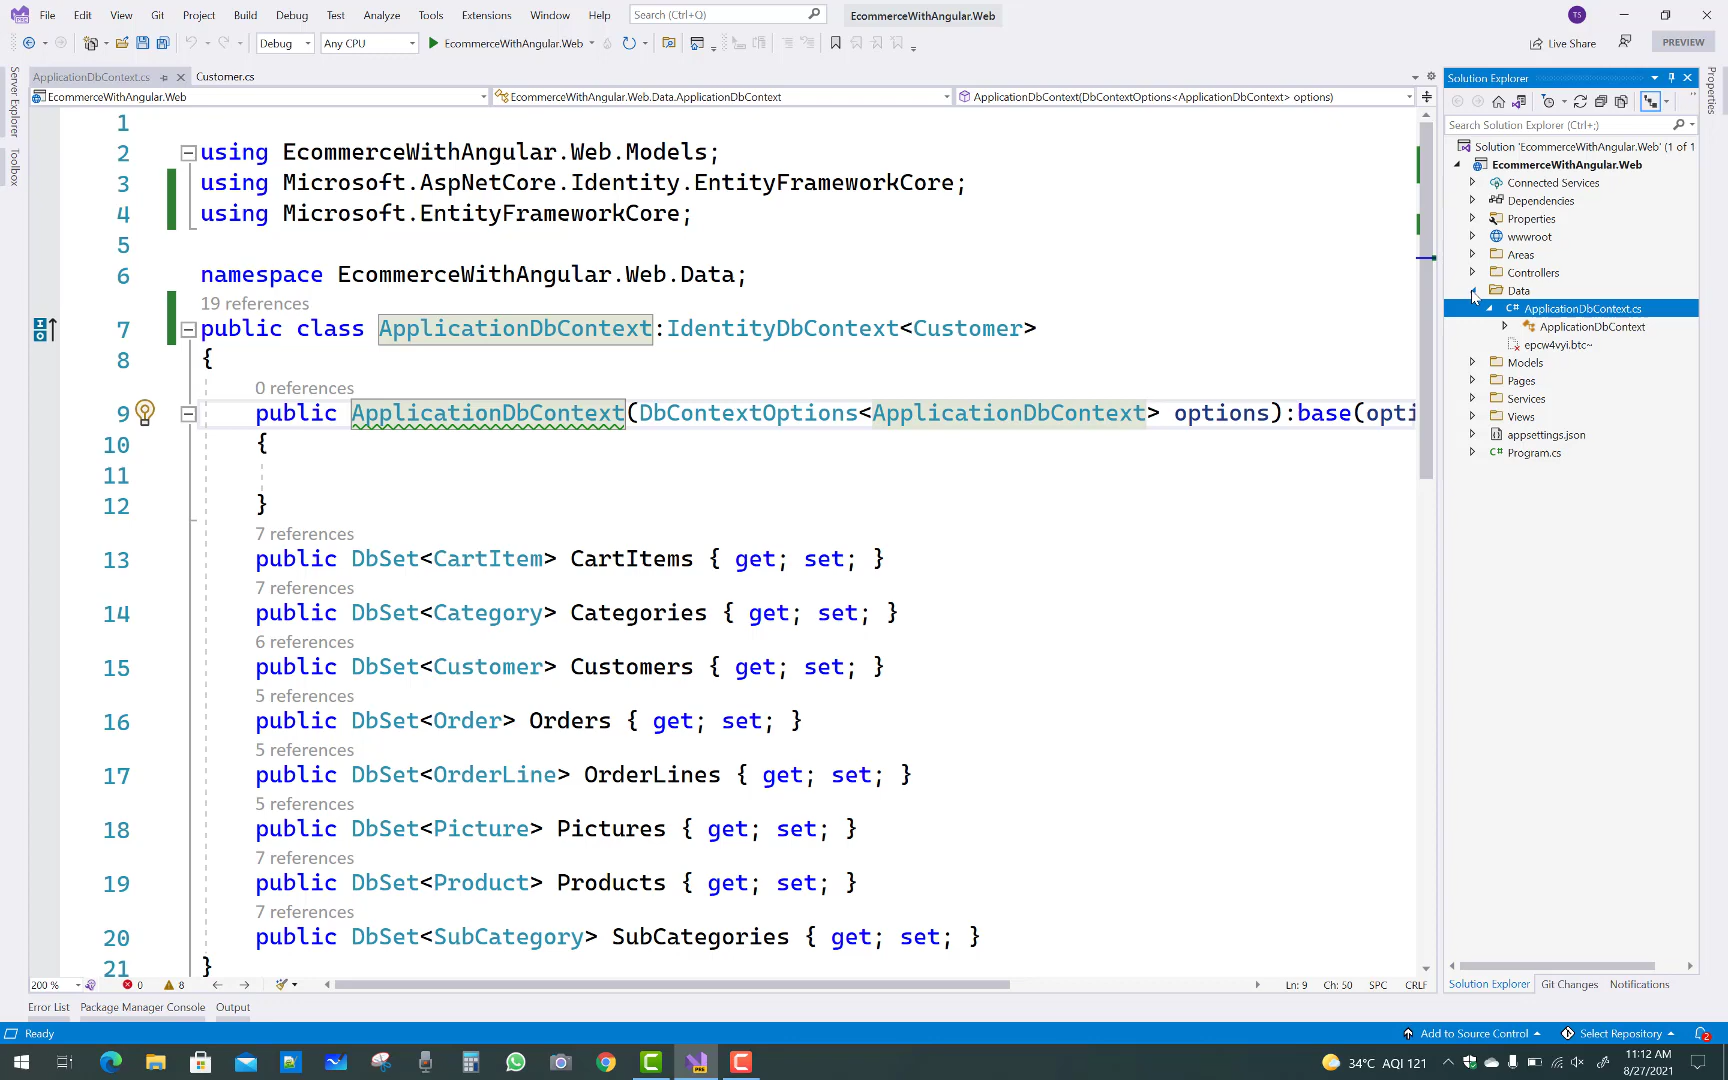 File Edit View Git Project Build Debug Test Analyze Tools Extensions Window Help Search (Ctrl+Q) EcommerceWithAngular.Web TS
Debug Any CPU EcommerceWithAngular.Web Live Share PREVIEW
ApplicationDbContext.cs Customer.cs
EcommerceWithAngular.Web EcommerceWithAngular.Web.Data.ApplicationDbContext ApplicationDbContext(DbContextOptions<ApplicationDbContext> options)
Server Explorer
Toolbox
1
2 using EcommerceWithAngular.Web.Models;
3 using Microsoft.AspNetCore.Identity.EntityFrameworkCore;
4 using Microsoft.EntityFrameworkCore;
5
6 namespace EcommerceWithAngular.Web.Data;
19 references
7 public class ApplicationDbContext:IdentityDbContext<Customer>
8 {
0 references
9 public ApplicationDbContext(DbContextOptions<ApplicationDbContext> options):base(opti
10 {
11
12 }
7 references
13 public DbSet<CartItem> CartItems { get; set; }
7 references
14 public DbSet<Category> Categories { get; set; }
6 references
15 public DbSet<Customer> Customers { get; set; }
5 references
16 public DbSet<Order> Orders { get; set; }
5 references
17 public DbSet<OrderLine> OrderLines { get; set; }
5 references
18 public DbSet<Picture> Pictures { get; set; }
7 references
19 public DbSet<Product> Products { get; set; }
7 references
20 public DbSet<SubCategory> SubCategories { get; set; }
21 }
200 % 0 8 Ln: 9 Ch: 50 SPC CRLF
Solution Explorer
Search Solution Explorer (Ctrl+;)
Solution 'EcommerceWithAngular.Web' (1 of 1
EcommerceWithAngular.Web
Connected Services
Dependencies
Properties
wwwroot
Areas
Controllers
Data
C# ApplicationDbContext.cs
ApplicationDbContext
epcw4vyi.btc~
Models
Pages
Services
Views
appsettings.json
C# Program.cs
Solution Explorer Git Changes Notifications
Properties
Error List Package Manager Console Output
Ready Add to Source Control Select Repository 2
34°C AQI 121 11:12 AM
8/27/2021